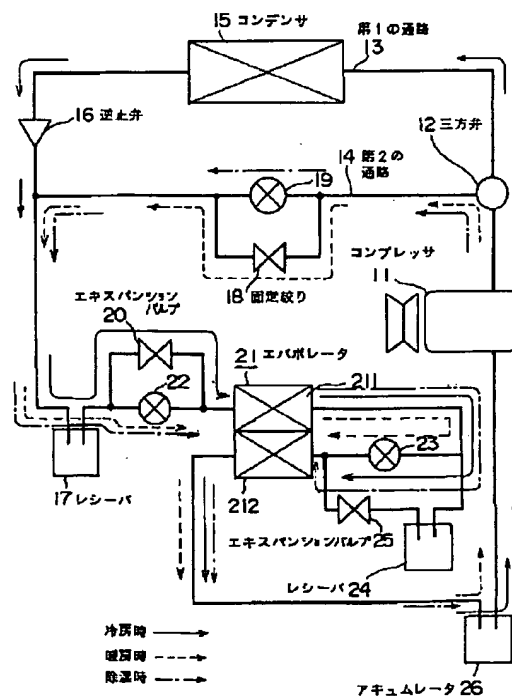 15 コンデンサ
第1の通路
13
16 逆止弁
12 三方弁
14 第2の
通路
19
コンプレッサ
11
18 固定絞り
エキスパンション
バルブ
20
21 エバポレータ
211
22
23
17 レシーバ
212
エキスパンションバルブ 25
レシーバ 24
冷房時
暖房時
除湿時
アキュムレータ 26